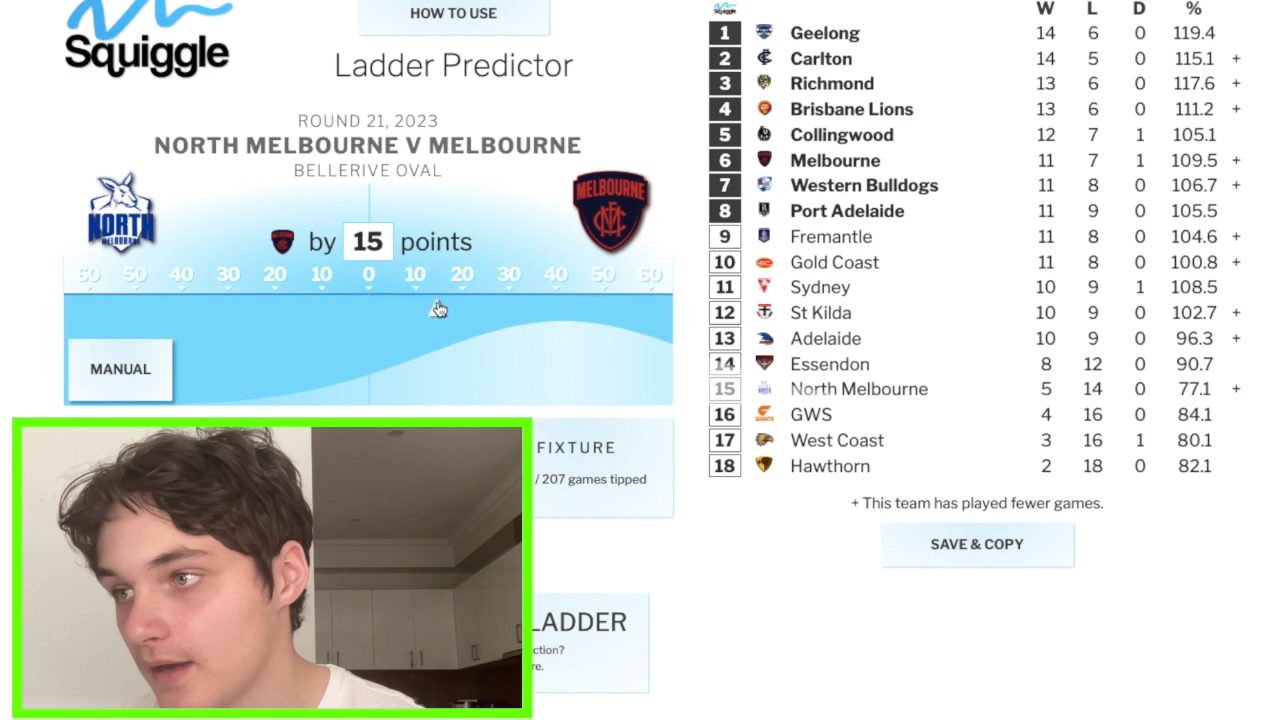 Squiggle
HOW TO USE
Ladder Predictor
ROUND 21, 2023
NORTH MELBOURNE V MELBOURNE
BELLERIVE OVAL
NORTH
MELBOURNE
MELBOURNE
by 15 points
60 50 40 30 20 10 0 10 20 30 40 50 60
MANUAL
FIXTURE
/ 207 games tipped
LADDER
ction?
re.
W L D %
1 Geelong 14 6 0 119.4
2 Carlton 14 5 0 115.1 +
3 Richmond 13 6 0 117.6 +
4 Brisbane Lions 13 6 0 111.2 +
5 Collingwood 12 7 1 105.1
6 Melbourne 11 7 1 109.5 +
7 Western Bulldogs 11 8 0 106.7 +
8 Port Adelaide 11 9 0 105.5
9 Fremantle 11 8 0 104.6 +
10 Gold Coast 11 8 0 100.8 +
11 Sydney 10 9 1 108.5
12 St Kilda 10 9 0 102.7 +
13 Adelaide 10 9 0 96.3 +
14 Essendon 8 12 0 90.7
15 North Melbourne 5 14 0 77.1 +
16 GWS 4 16 0 84.1
17 West Coast 3 16 1 80.1
18 Hawthorn 2 18 0 82.1
+ This team has played fewer games.
SAVE & COPY